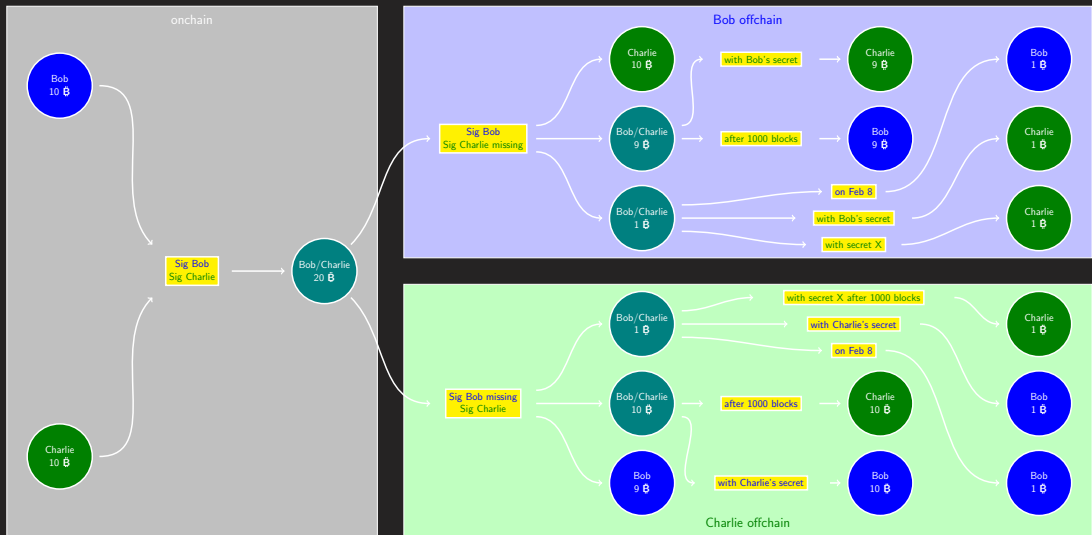 onchain
Bob
10 ₿
Sig Bob
Sig Charlie
Bob/Charlie
20 ₿
Charlie
10 ₿
Bob offchain
Sig Bob
Sig Charlie missing
Charlie
10 ₿
with Bob's secret
Charlie
9 ₿
Bob
1 ₿
Bob/Charlie
9 ₿
after 1000 blocks
Bob
9 ₿
Charlie
1 ₿
Bob/Charlie
1 ₿
on Feb 8
with Bob's secret
with secret X
Charlie
1 ₿
Sig Bob missing
Sig Charlie
Bob/Charlie
1 ₿
with secret X after 1000 blocks
with Charlie's secret
on Feb 8
Charlie
1 ₿
Bob/Charlie
10 ₿
after 1000 blocks
Charlie
10 ₿
Bob
1 ₿
Bob
9 ₿
with Charlie's secret
Bob
10 ₿
Bob
1 ₿
Charlie offchain